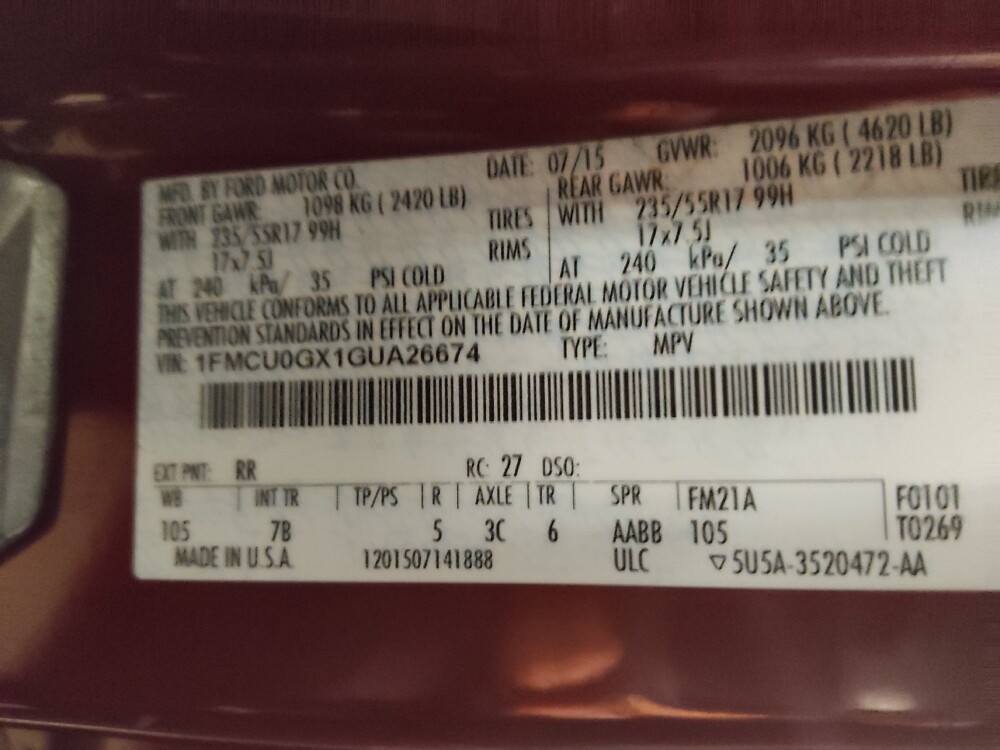 MFD. BY FORD MOTOR CO. DATE: 07/15 GVWR: 2096 KG ( 4620 LB)
FRONT GAWR: 1098 KG ( 2420 LB) REAR GAWR: 1006 KG ( 2218 LB)
WITH 235/55R17 99H TIRES WITH 235/55R17 99H TIRE
17x7.5J RIMS 17x7.5J
AT 240 kPa/ 35 PSI COLD AT 240 kPa/ 35 PSI COLD
THIS VEHICLE CONFORMS TO ALL APPLICABLE FEDERAL MOTOR VEHICLE SAFETY AND THEFT
PREVENTION STANDARDS IN EFFECT ON THE DATE OF MANUFACTURE SHOWN ABOVE.
VIN: 1FMCU0GX1GUA26674 TYPE: MPV
EXT PNT: RR RC: 27 DSO:
WB INT TR TP/PS R AXLE TR SPR FM21A F0101
105 7B 5 3C 6 AABB 105 T0269
MADE IN U.S.A. 1201507141888 ULC ▽5U5A-3520472-AA